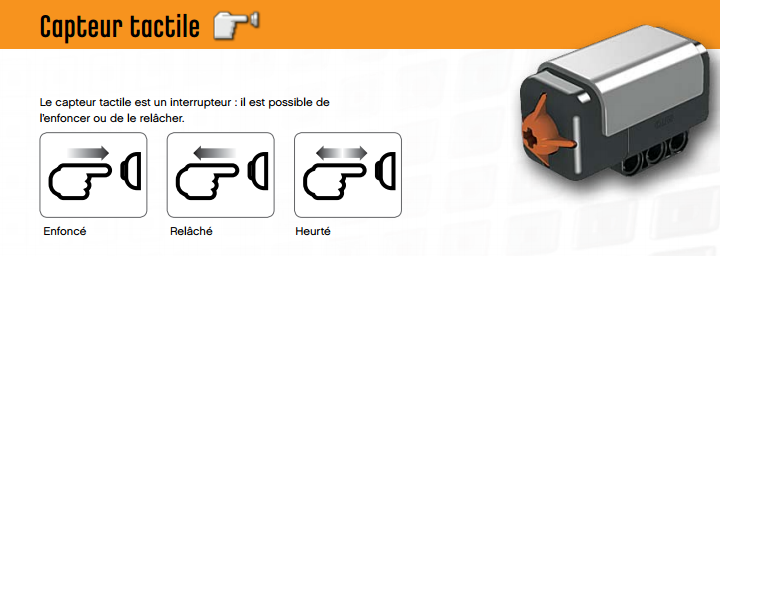 Capteur tactile
Le capteur tactile est un interrupteur : il est possible de
l'enfoncer ou de le relâcher.
Enfoncé
Relâché
Heurté